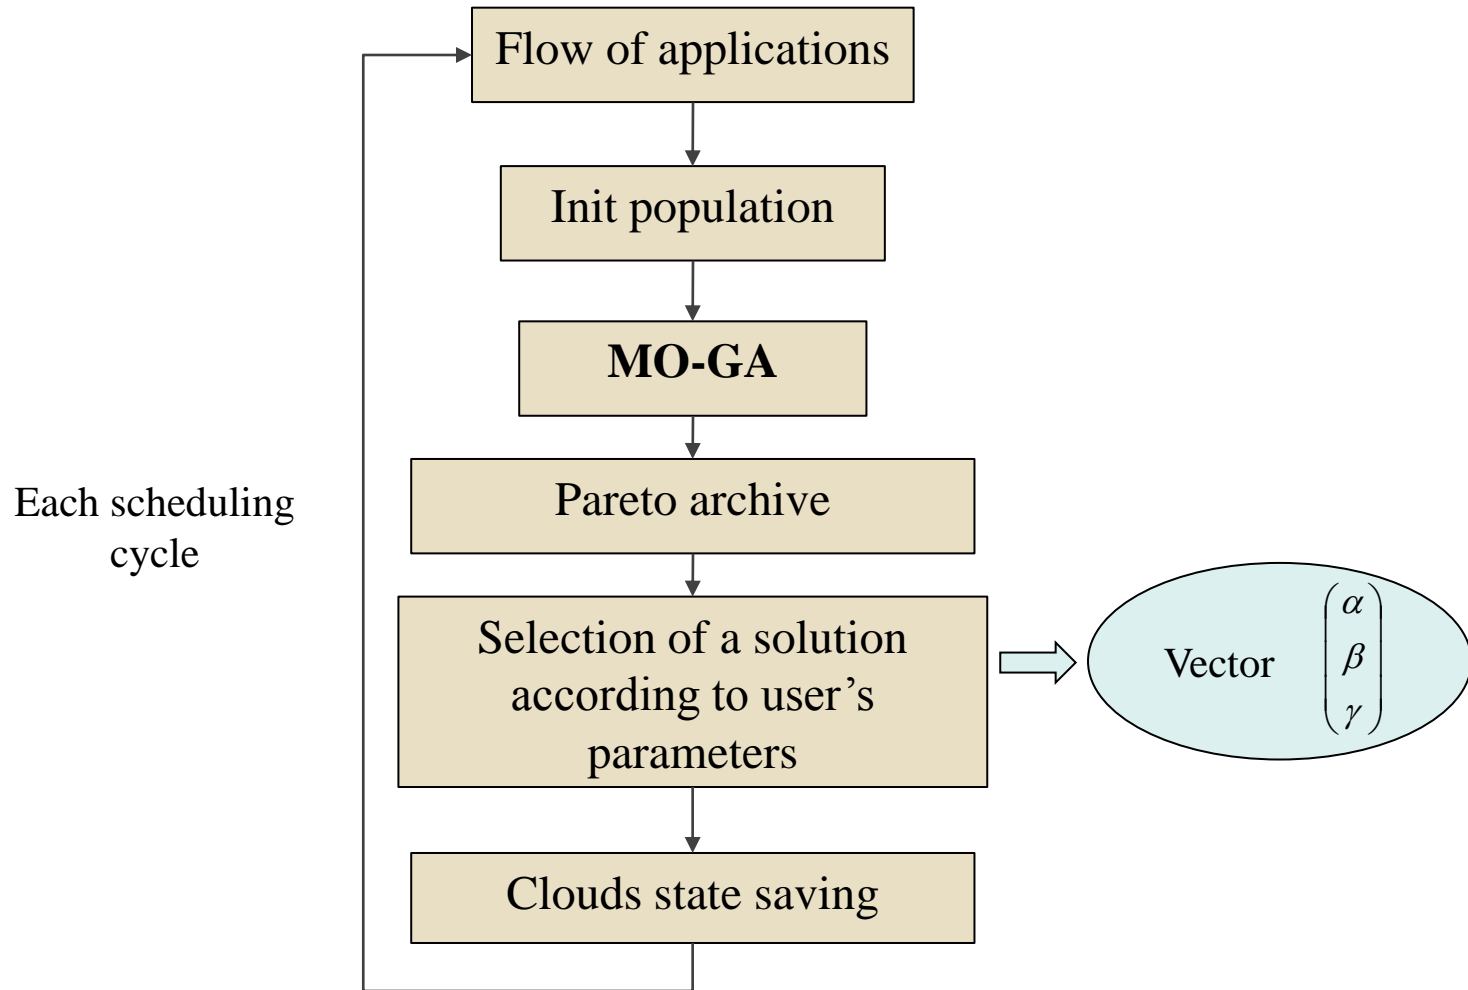 Flow of applications
Init population
MO-GA
Pareto archive
Each scheduling
cycle
Selection of a solution
according to user’s
parameters
Vector
α
β
γ
Clouds state saving